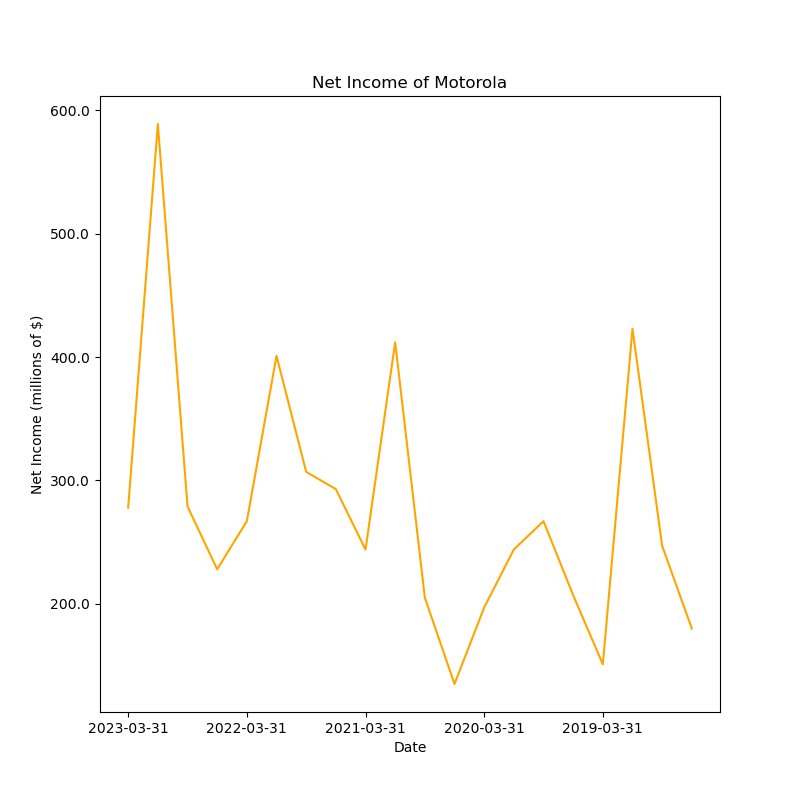 Net Income of Motorola
600.0
500.0
400.0
300.0
200.0
Net Income (millions of $)
2023-03-31 2022-03-31 2021-03-31 2020-03-31 2019-03-31
Date